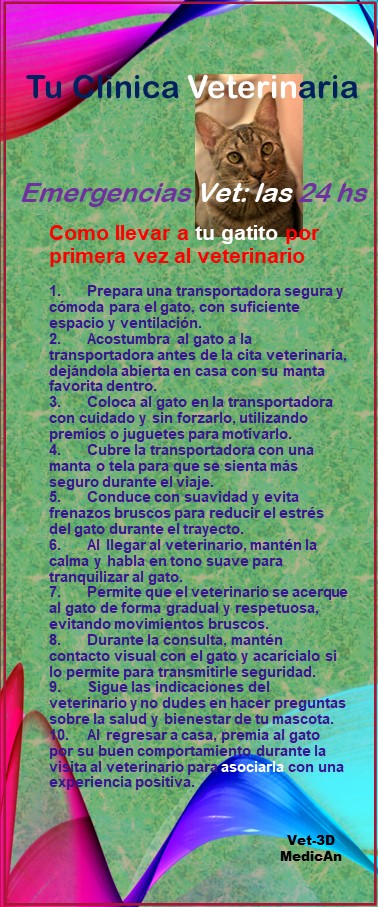 Tu Clínica Veterinaria
Emergencias Vet: las 24 hs
Como llevar a tu gatito por
primera vez al veterinario
1. Prepara una transportadora segura y
cómoda para el gato, con suficiente
espacio y ventilación.
2. Acostumbra al gato a la
transportadora antes de la cita veterinaria,
dejándola abierta en casa con su manta
favorita dentro.
3. Coloca al gato en la transportadora
con cuidado y sin forzarlo, utilizando
premios o juguetes para motivarlo.
4. Cubre la transportadora con una
manta o tela para que se sienta más
seguro durante el viaje.
5. Conduce con suavidad y evita
frenazos bruscos para reducir el estrés
del gato durante el trayecto.
6. Al llegar al veterinario, mantén la
calma y habla en tono suave para
tranquilizar al gato.
7. Permite que el veterinario se acerque
al gato de forma gradual y respetuosa,
evitando movimientos bruscos.
8. Durante la consulta, mantén
contacto visual con el gato y acarícialo si
lo permite para transmitirle seguridad.
9. Sigue las indicaciones del
veterinario y no dudes en hacer preguntas
sobre la salud y bienestar de tu mascota.
10. Al regresar a casa, premia al gato
por su buen comportamiento durante la
visita al veterinario para asociarla con una
experiencia positiva.
Vet-3D
MedicAn